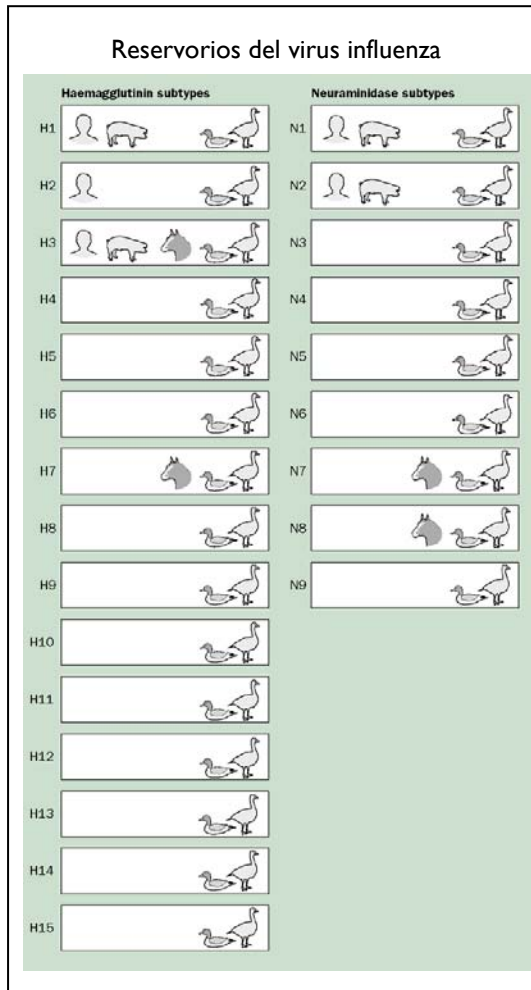 Reservorios del virus influenza
Haemagglutinin subtypes
Neuraminidase subtypes
H1
N1
H2
N2
H3
N3
H4
N4
H5
N5
H6
N6
H7
N7
H8
N8
H9
N9
H10
H11
H12
H13
H14
H15